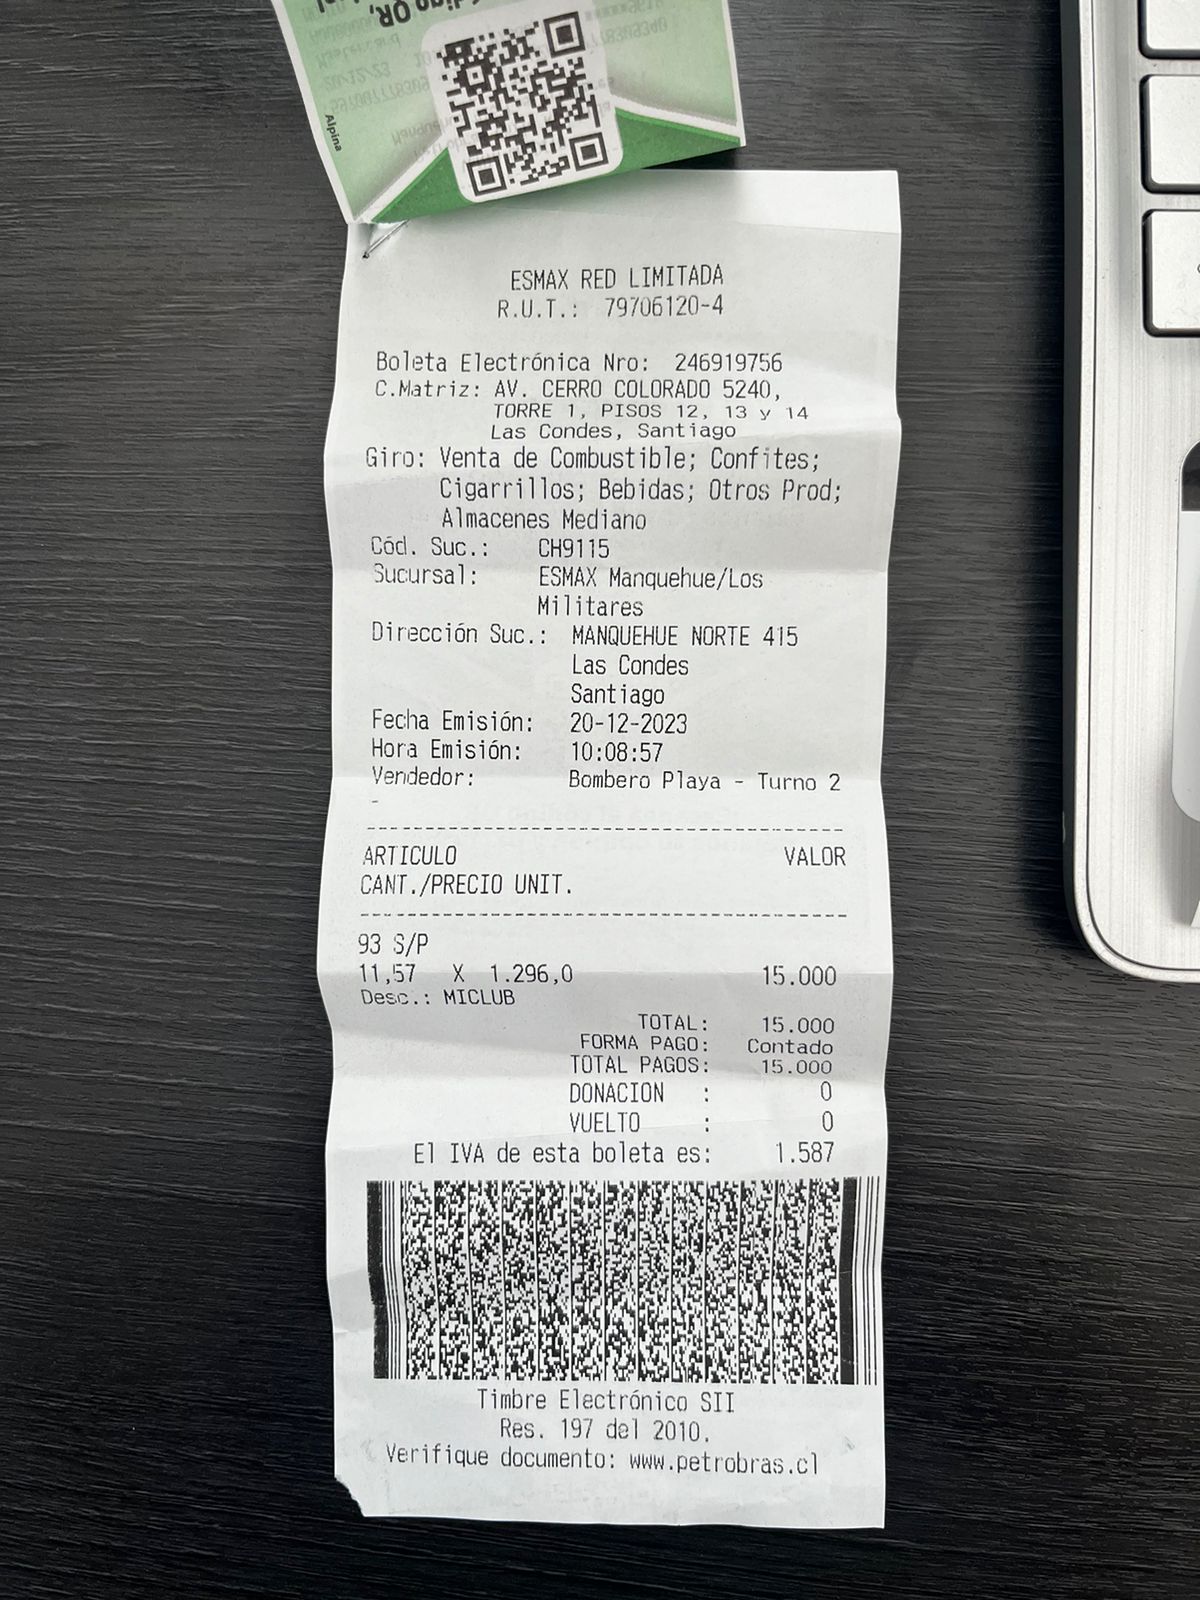 digo QR,
Alpina
20/12/23
ESMAX RED LIMITADA
R.U.T.: 79706120-4
Boleta Electrónica Nro: 246919756
C.Matriz: AV. CERRO COLORADO 5240,
TORRE 1, PISOS 12, 13 y 14
Las Condes, Santiago
Giro: Venta de Combustible; Confites;
Cigarrillos; Bebidas; Otros Prod;
Almacenes Mediano
Cód. Suc.: CH9115
Sucursal: ESMAX Manquehue/Los
Militares
Dirección Suc.: MANQUEHUE NORTE 415
Las Condes
Santiago
Fecha Emisión: 20-12-2023
Hora Emisión: 10:08:57
Vendedor: Bombero Playa - Turno 2
-
------------------------------------------
ARTICULO VALOR
CANT./PRECIO UNIT.
------------------------------------------
93 S/P
11,57 X 1.296,0 15.000
Desc.: MICLUB
TOTAL: 15.000
FORMA PAGO: Contado
TOTAL PAGOS: 15.000
DONACION : 0
VUELTO : 0
El IVA de esta boleta es: 1.587
Timbre Electrónico SII
Res. 197 del 2010.
Verifique documento: www.petrobras.cl